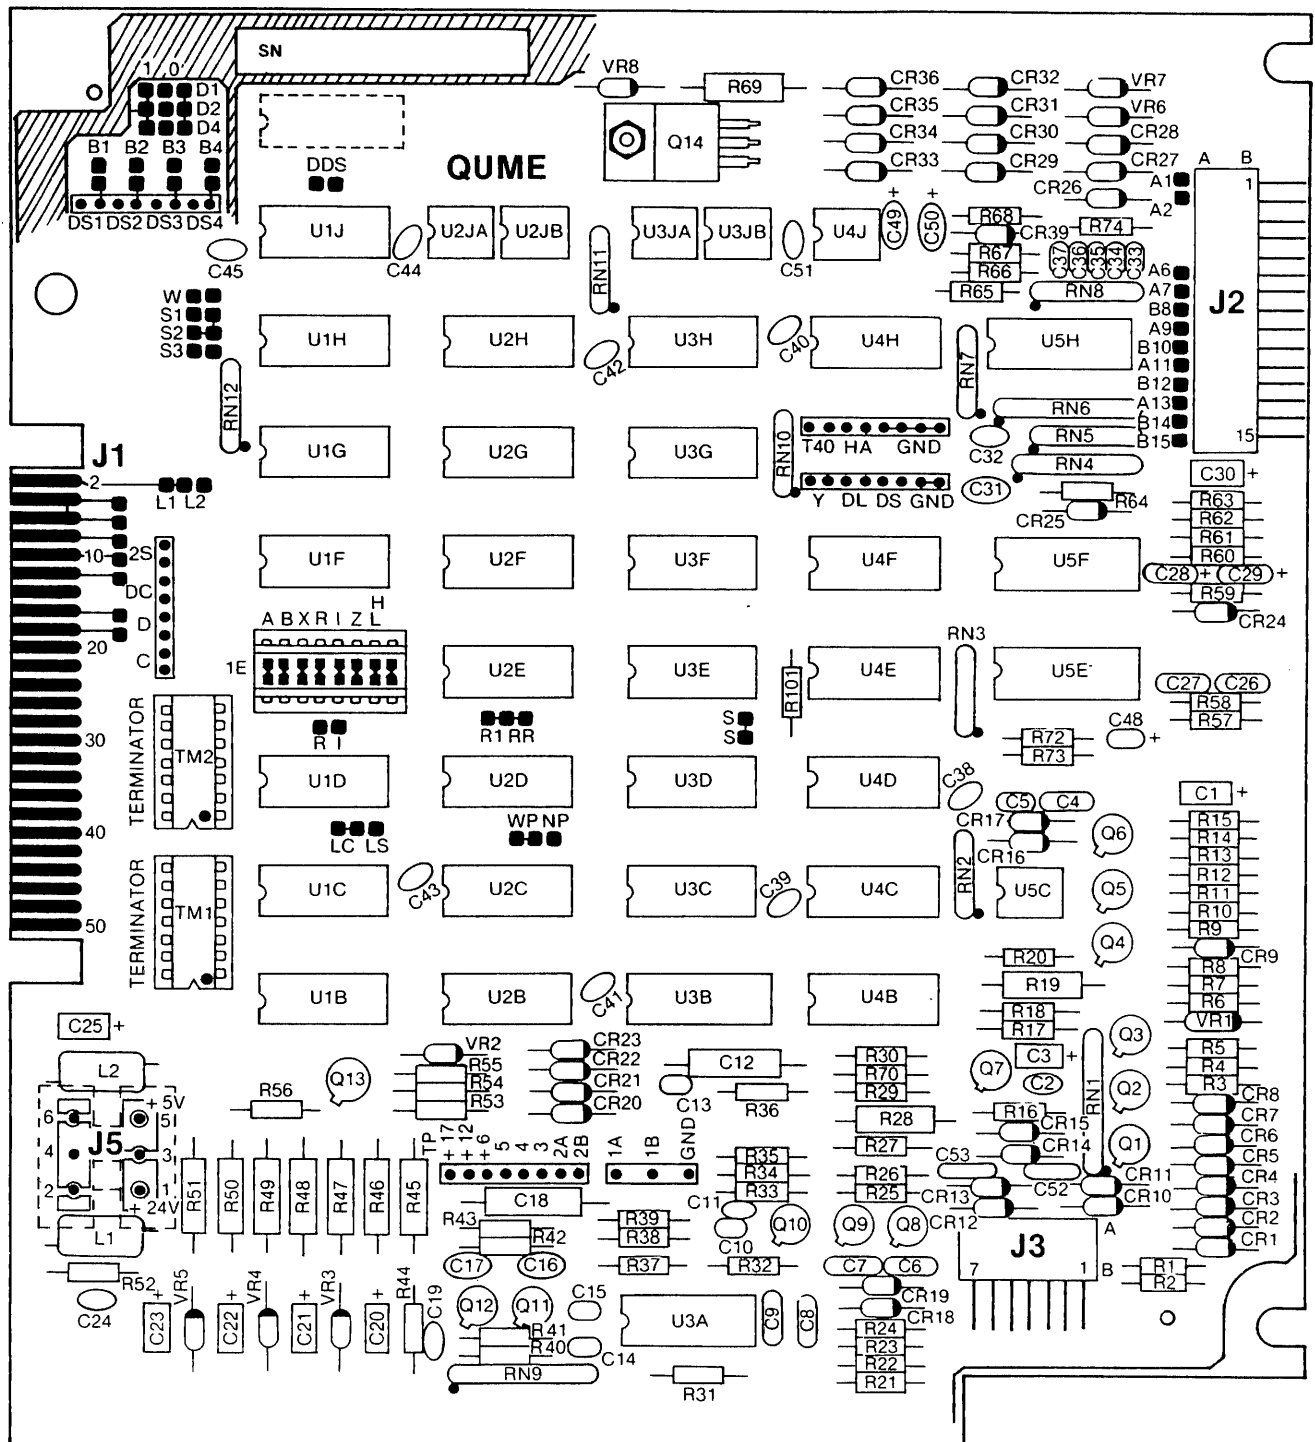 SN
VR8
R69
CR36
CR32
VR7
1 0
D1
D2
D4
CR35
CR31
VR6
B1 B2 B3 B4
Q14
CR34
CR30
CR28
DDS
QUME
CR33
CR29
CR27
A B
CR26
A1
1
A2
DS1 DS2 DS3 DS4
U1J
U2JA
U2JB
U3JA
U3JB
U4J
+
C49
+
C50
R68
CR39
R74
C45
C44
RN11
C51
R67
R66
R65
C37
C36
C35
C34
C33
RN8
A6
A7
B8
A9
B10
A11
B12
A13
B14
B15
J2
15
W
S1
S2
S3
RN12
U1H
U2H
C42
U3H
C40
U4H
RN7
U5H
RN6
RN5
RN4
J1
2
L1 L2
U1G
U2G
U3G
RN10
T40 HA GND
Y DL DS GND
C32
C31
R64
CR25
C30 +
R63
R62
R61
R60
C28 +
C29 +
R59
CR24
10
2S
DC
D
C
20
U1F
U2F
U3F
U4F
U5F
H
A B X R I Z L
1E
R I
U2E
R1 RR
U3E
S
S
R101
U4E
RN3
U5E
C27
C26
R58
R57
C48
+
R72
R73
30
TERMINATOR
TM2
U1D
U2D
U3D
U4D
C38
C5
C4
CR17
CR16
C1 +
R15
R14
R13
R12
R11
R10
R9
CR9
R8
R7
R6
VR1
R5
R4
R3
40
LC LS
WP NP
Q6
Q5
Q4
TERMINATOR
TM1
50
U1C
C43
U2C
U3C
C39
U4C
RN2
U5C
R20
R19
R18
R17
U1B
U2B
C41
U3B
U4B
C25 +
L2
Q13
VR2
R55
R54
R53
CR23
CR22
CR21
CR20
C12
C13
R36
R30
R70
R29
R28
R27
R26
R25
Q7
C3 +
C2
R16
CR15
CR14
RN1
Q3
Q2
Q1
CR8
CR7
CR6
CR5
CR4
CR3
CR2
CR1
R56
6
+ 5V
5
J5
4
3
2
1
+ 24V
L1
R52
C24
R51
R50
R49
R48
R47
R46
R45
TP
+ 17
+ 12
+ 6
5
4
3
2A
2B
1A
1B
GND
C18
R43
R42
C17
C16
R35
R34
R33
C11
C10
Q10
Q9
Q8
C53
CR13
CR12
C52
CR11
CR10
A
J3
7
1
B
R1
R2
R39
R38
R37
R32
C7
C6
CR19
CR18
+
C23
VR5
+
C22
VR4
+
C21
VR3
+
C20
R44
C19
Q12
Q11
R41
R40
RN9
C15
C14
U3A
C9
C8
R31
R24
R23
R22
R21